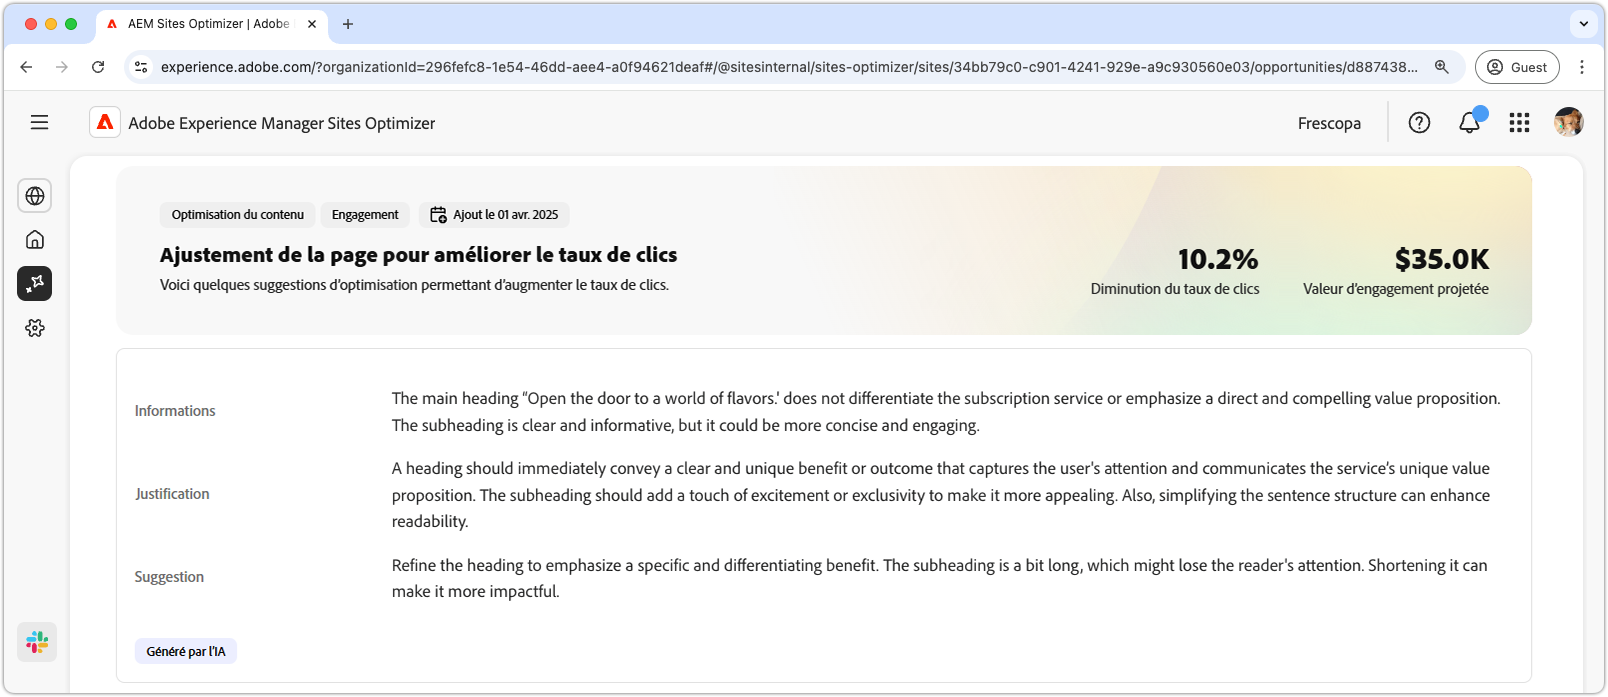 AEM Sites Optimizer | Adobe
experience.adobe.com/?organizationId=296fefc8-1e54-46dd-aee4-a0f94621deaf#/@sitesinternal/sites-optimizer/sites/34bb79c0-c901-4241-929e-a9c930560e03/opportunities/d887438...
Guest
Adobe Experience Manager Sites Optimizer
Frescopa
Optimisation du contenu
Engagement
Ajout le 01 avr. 2025
Ajustement de la page pour améliorer le taux de clics
Voici quelques suggestions d'optimisation permettant d'augmenter le taux de clics.
10.2%
Diminution du taux de clics
$35.0K
Valeur d'engagement projetée
Informations
The main heading "Open the door to a world of flavors.' does not differentiate the subscription service or emphasize a direct and compelling value proposition.
The subheading is clear and informative, but it could be more concise and engaging.
Justification
A heading should immediately convey a clear and unique benefit or outcome that captures the user's attention and communicates the service's unique value
proposition. The subheading should add a touch of excitement or exclusivity to make it more appealing. Also, simplifying the sentence structure can enhance
readability.
Suggestion
Refine the heading to emphasize a specific and differentiating benefit. The subheading is a bit long, which might lose the reader's attention. Shortening it can
make it more impactful.
Généré par l'IA